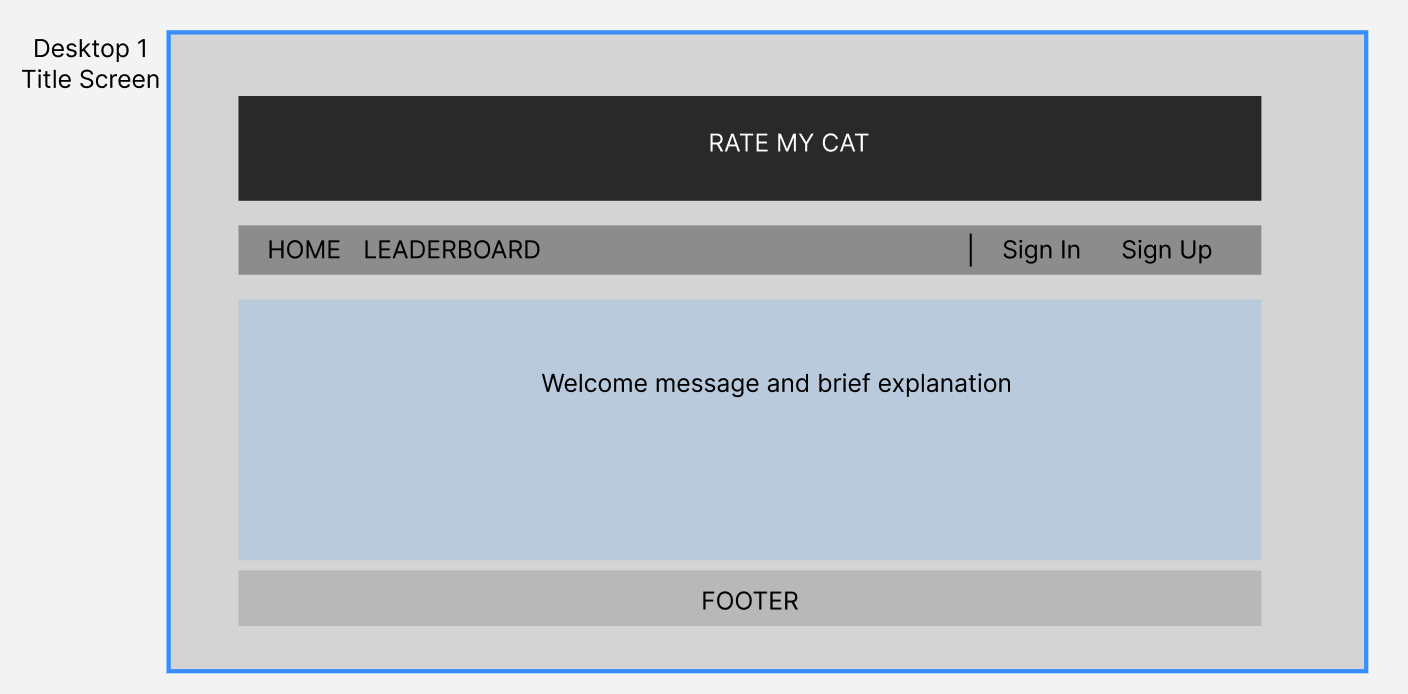 Desktop 1
Title Screen
RATE MY CAT
HOME LEADERBOARD | Sign In Sign Up
Welcome message and brief explanation
FOOTER